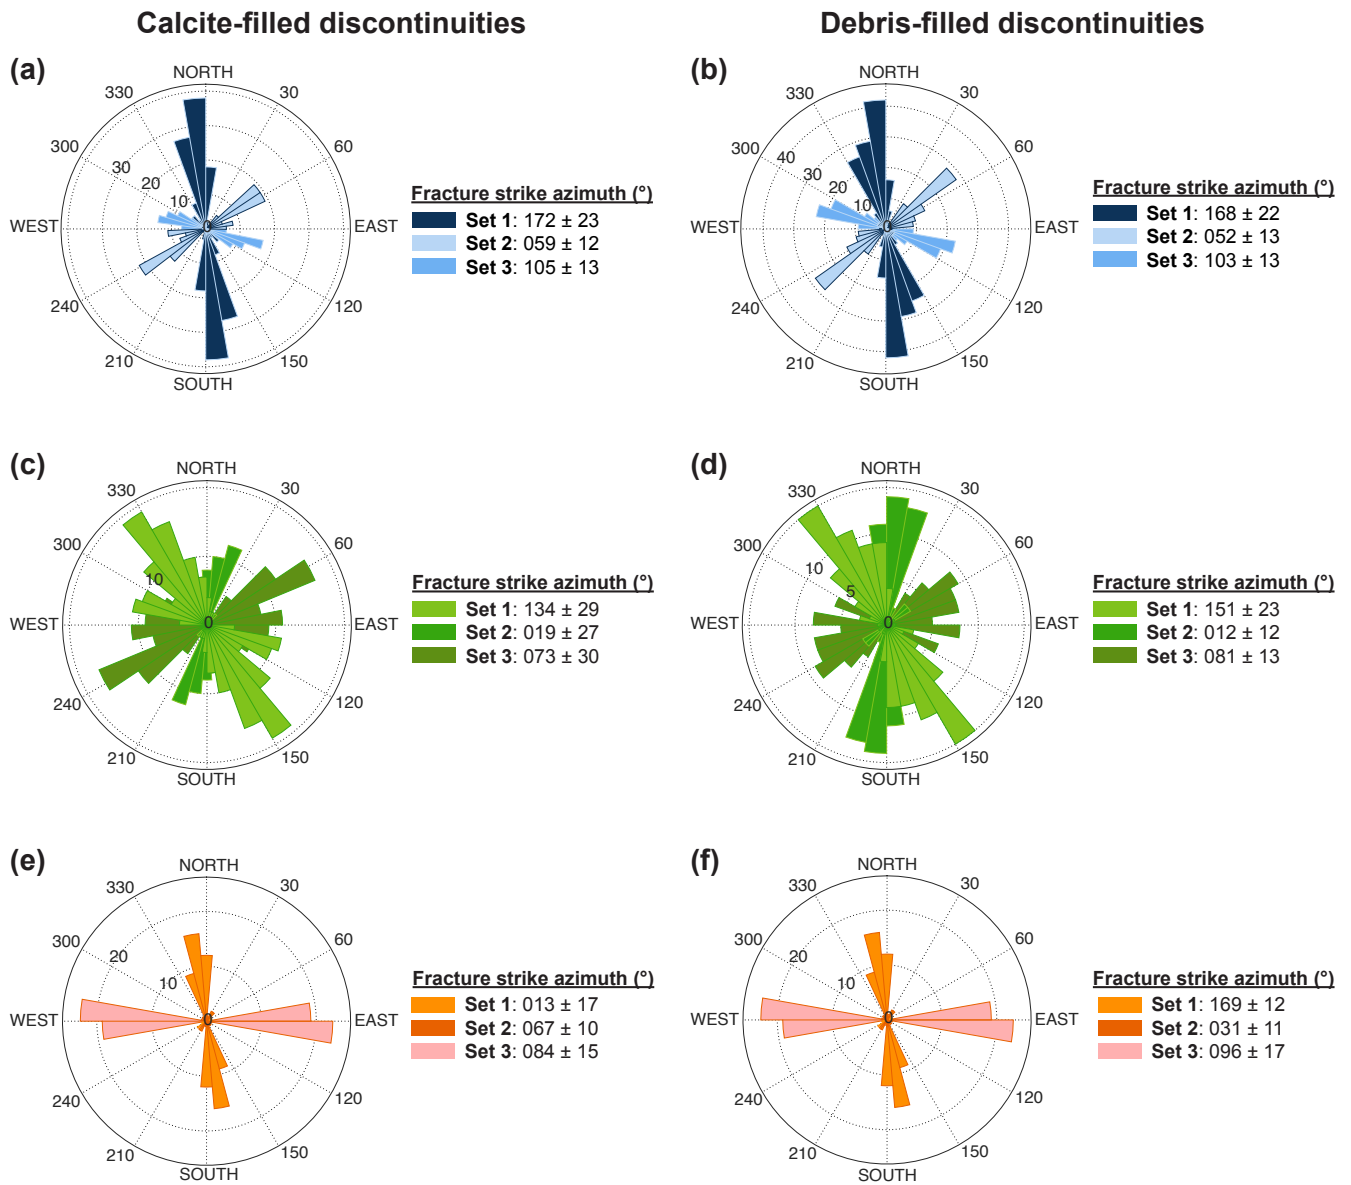 Calcite-filled discontinuities
Debris-filled discontinuities
(a)
NORTH
330
30
300
60
30
20
10
0
WEST
EAST
240
120
210
150
SOUTH
Fracture strike azimuth (°)
Set 1: 172 ± 23
Set 2: 059 ± 12
Set 3: 105 ± 13
(b)
NORTH
330
30
300
60
40
30
20
10
0
WEST
EAST
240
120
210
150
SOUTH
Fracture strike azimuth (°)
Set 1: 168 ± 22
Set 2: 052 ± 13
Set 3: 103 ± 13
(c)
NORTH
330
30
300
60
10
0
WEST
EAST
240
120
210
150
SOUTH
Fracture strike azimuth (°)
Set 1: 134 ± 29
Set 2: 019 ± 27
Set 3: 073 ± 30
(d)
NORTH
330
30
300
60
10
5
0
WEST
EAST
240
120
210
150
SOUTH
Fracture strike azimuth (°)
Set 1: 151 ± 23
Set 2: 012 ± 12
Set 3: 081 ± 13
(e)
NORTH
330
30
300
60
20
10
0
WEST
EAST
240
120
210
150
SOUTH
Fracture strike azimuth (°)
Set 1: 013 ± 17
Set 2: 067 ± 10
Set 3: 084 ± 15
(f)
NORTH
330
30
300
60
20
10
0
WEST
EAST
240
120
210
150
SOUTH
Fracture strike azimuth (°)
Set 1: 169 ± 12
Set 2: 031 ± 11
Set 3: 096 ± 17